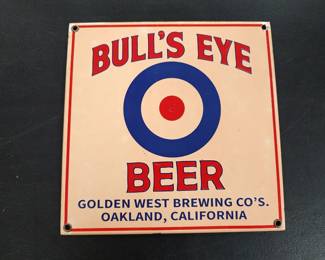 BULL'S EYE
BEER
GOLDEN WEST BREWING CO'S.
OAKLAND, CALIFORNIA